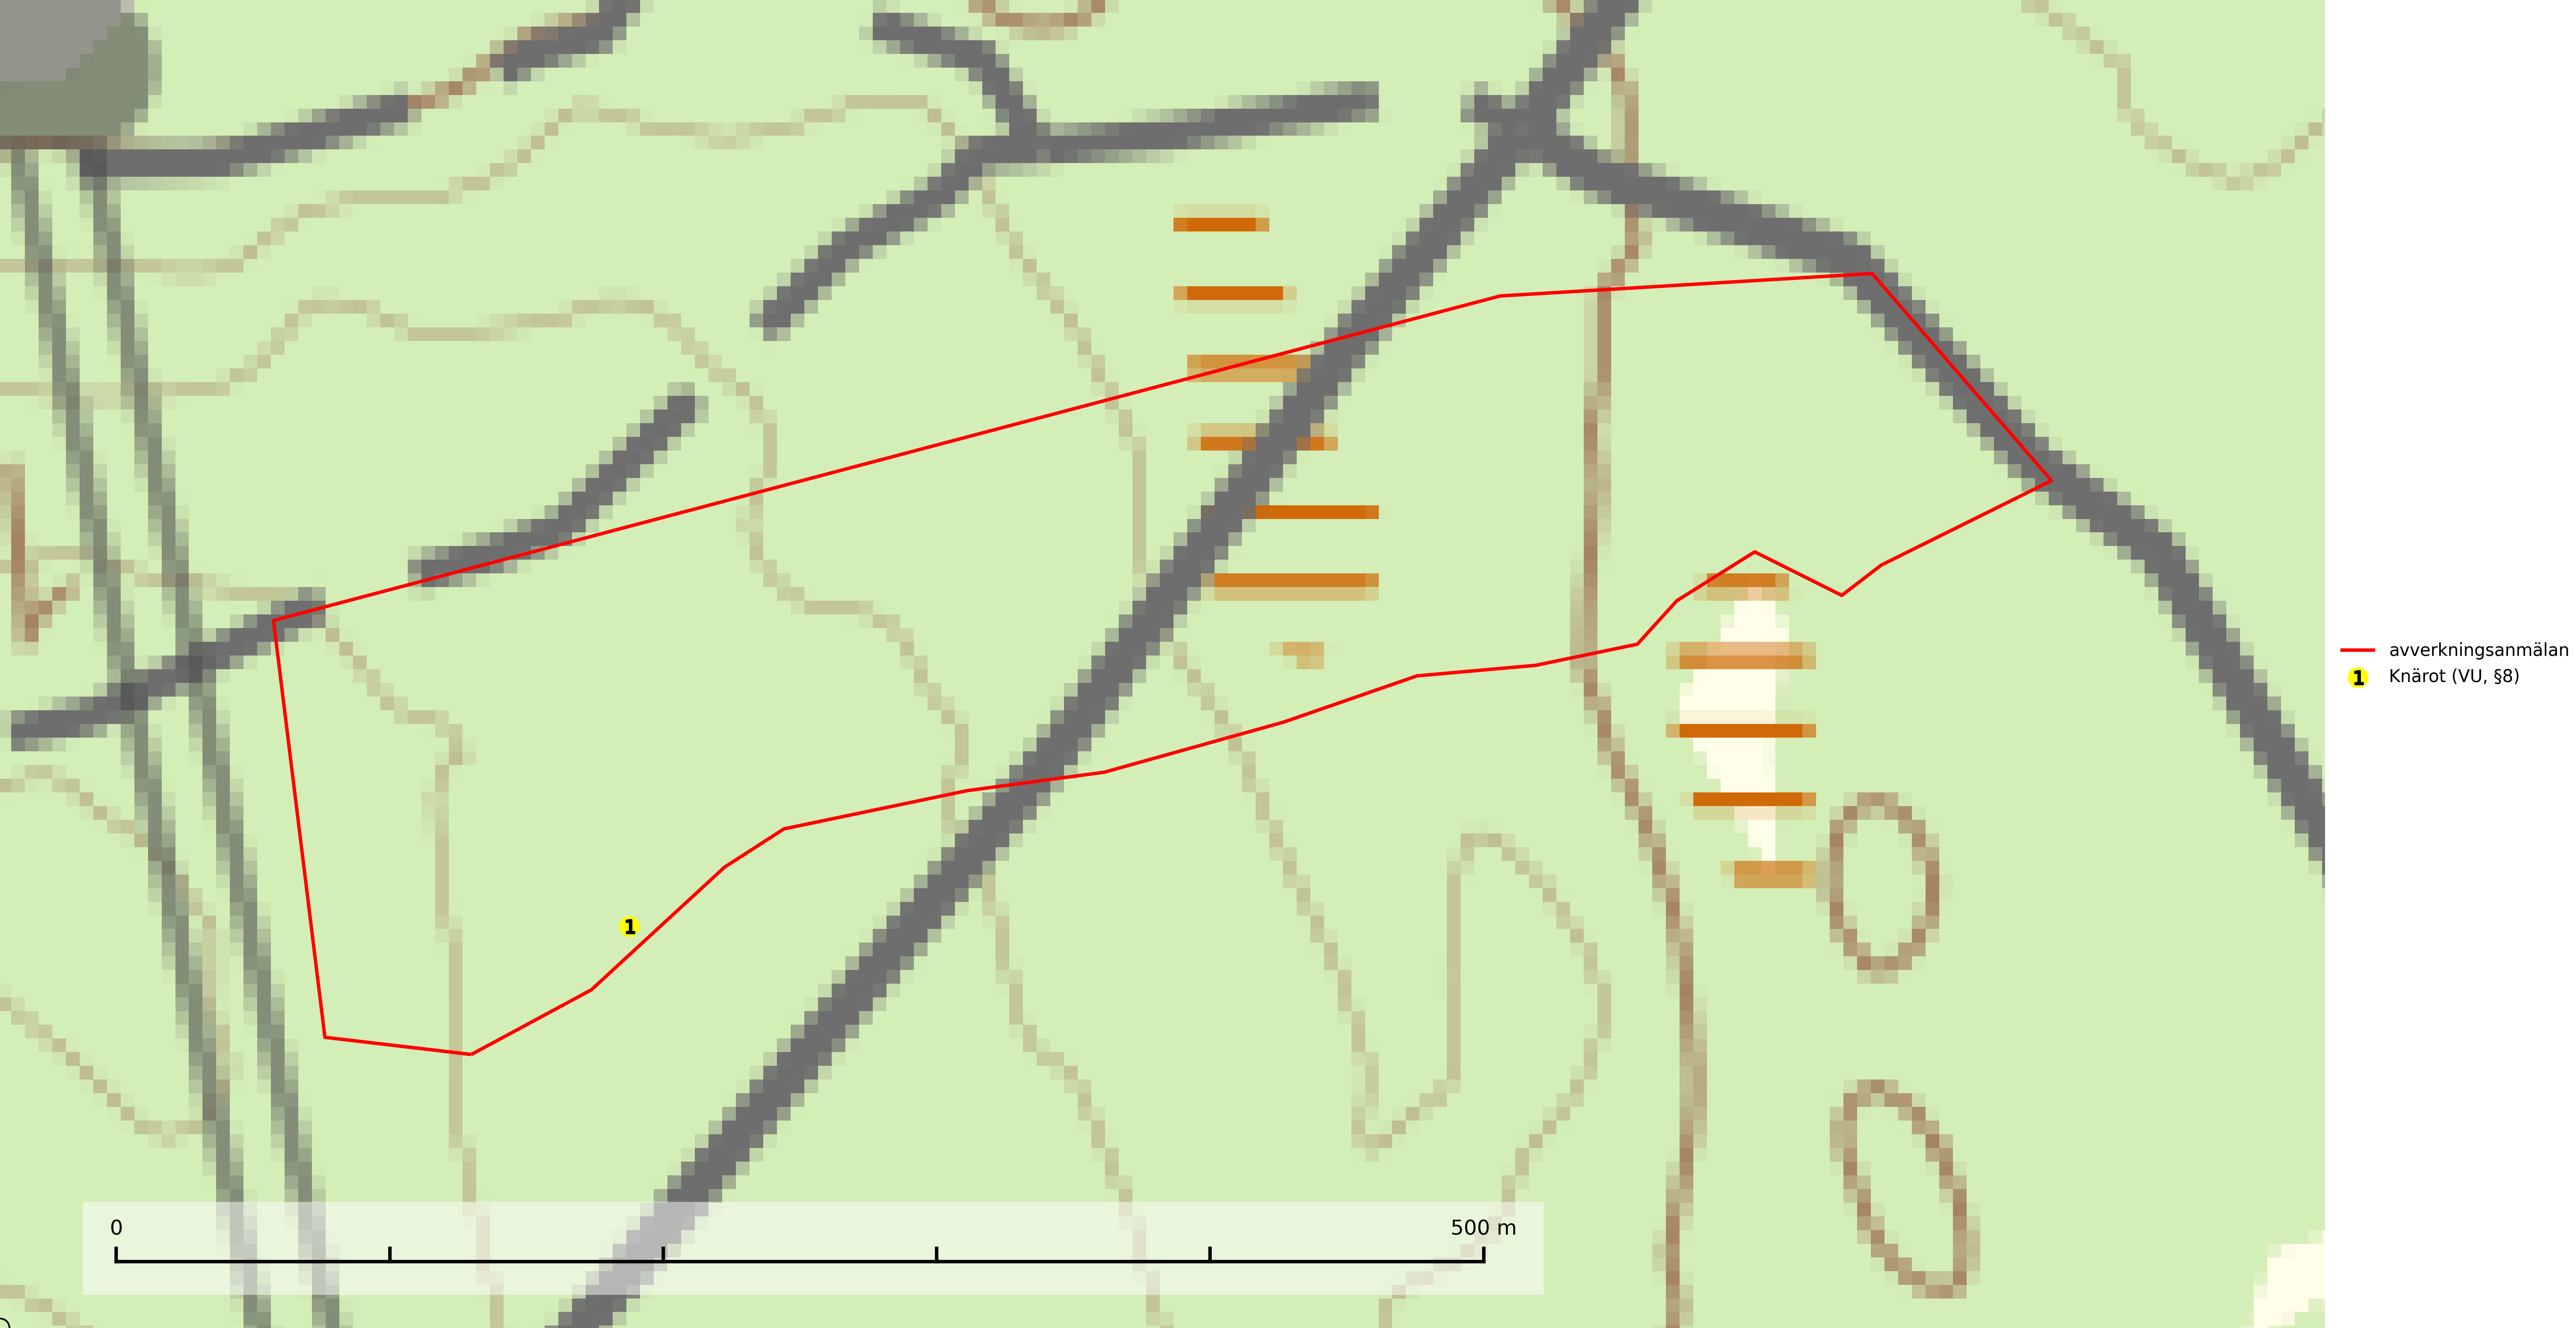 avverkningsanmälan
1 Knärot (VU, §8)
1
0 500 m